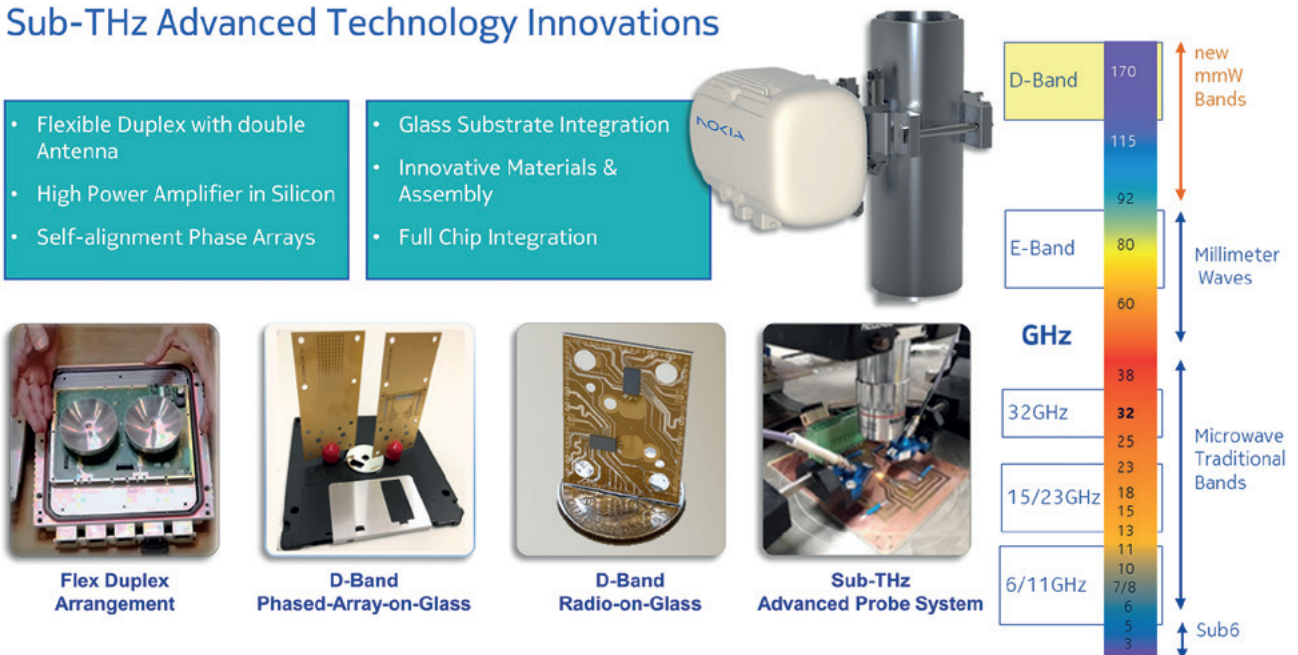 Sub-THz Advanced Technology Innovations
• Flexible Duplex with double
Antenna
• High Power Amplifier in Silicon
• Self-alignment Phase Arrays
• Glass Substrate Integration
• Innovative Materials &
Assembly
• Full Chip Integration
NOKIA
Flex Duplex
Arrangement
D-Band
Phased-Array-on-Glass
D-Band
Radio-on-Glass
Sub-THz
Advanced Probe System
GHz
D-Band
E-Band
32GHz
15/23GHz
6/11GHz
170
115
92
80
60
38
32
25
23
18
15
13
11
10
7/8
6
5
3
new
mmW
Bands
Millimeter
Waves
Microwave
Traditional
Bands
Sub6